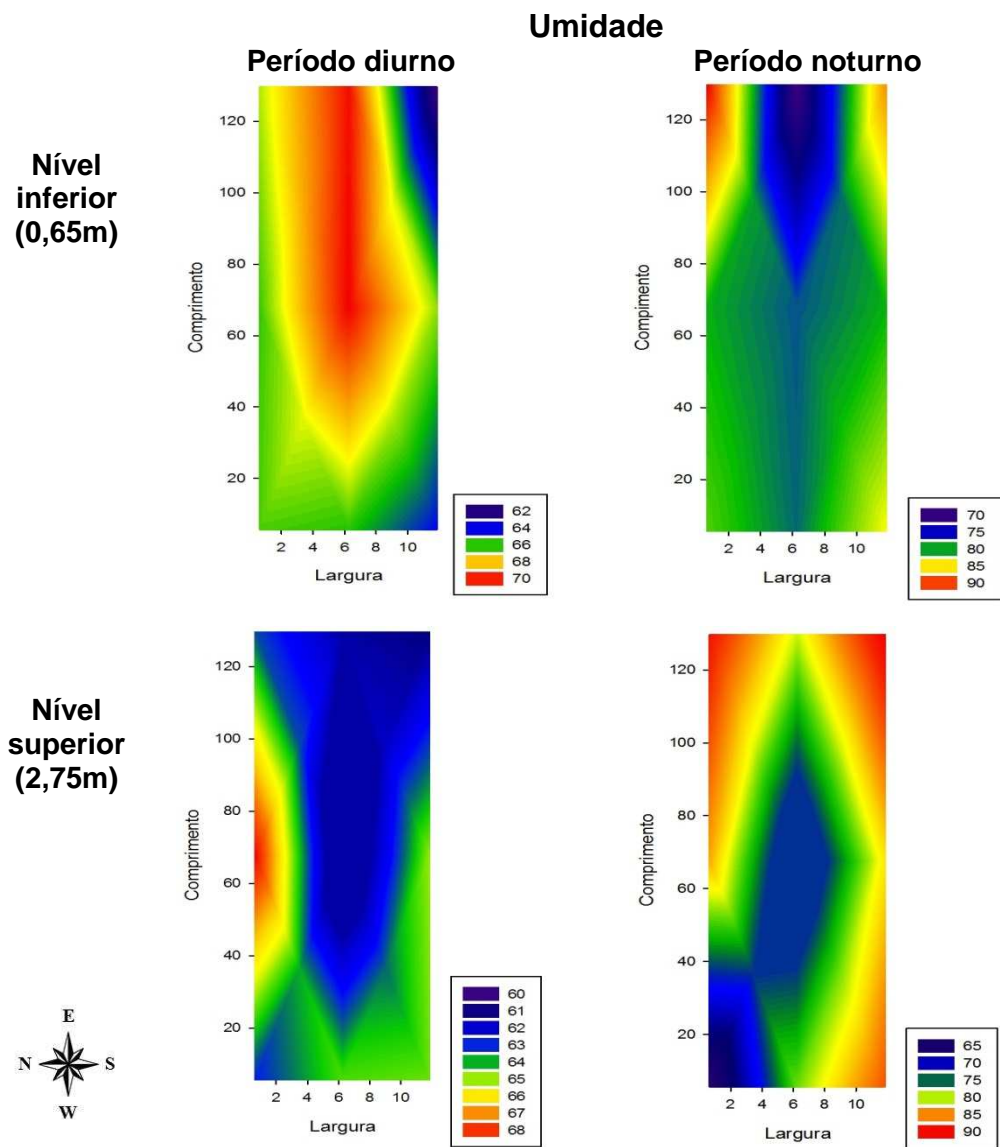 Umidade
Período diurno
Período noturno
Nível
inferior
(0,65m)
Comprimento
120
100
80
60
40
20
2 4 6 8 10
Largura
62
64
66
68
70
Compimento
120
100
80
60
40
20
2 4 6 8 10
Largura
70
75
80
85
90
Nível
superior
(2,75m)
Comprimento
120
100
80
60
40
20
2 4 6 8 10
Largura
60
61
62
63
64
65
66
67
68
Comprimento
120
100
80
60
40
20
2 4 6 8 10
Largura
65
70
75
80
85
90
E
N S
W